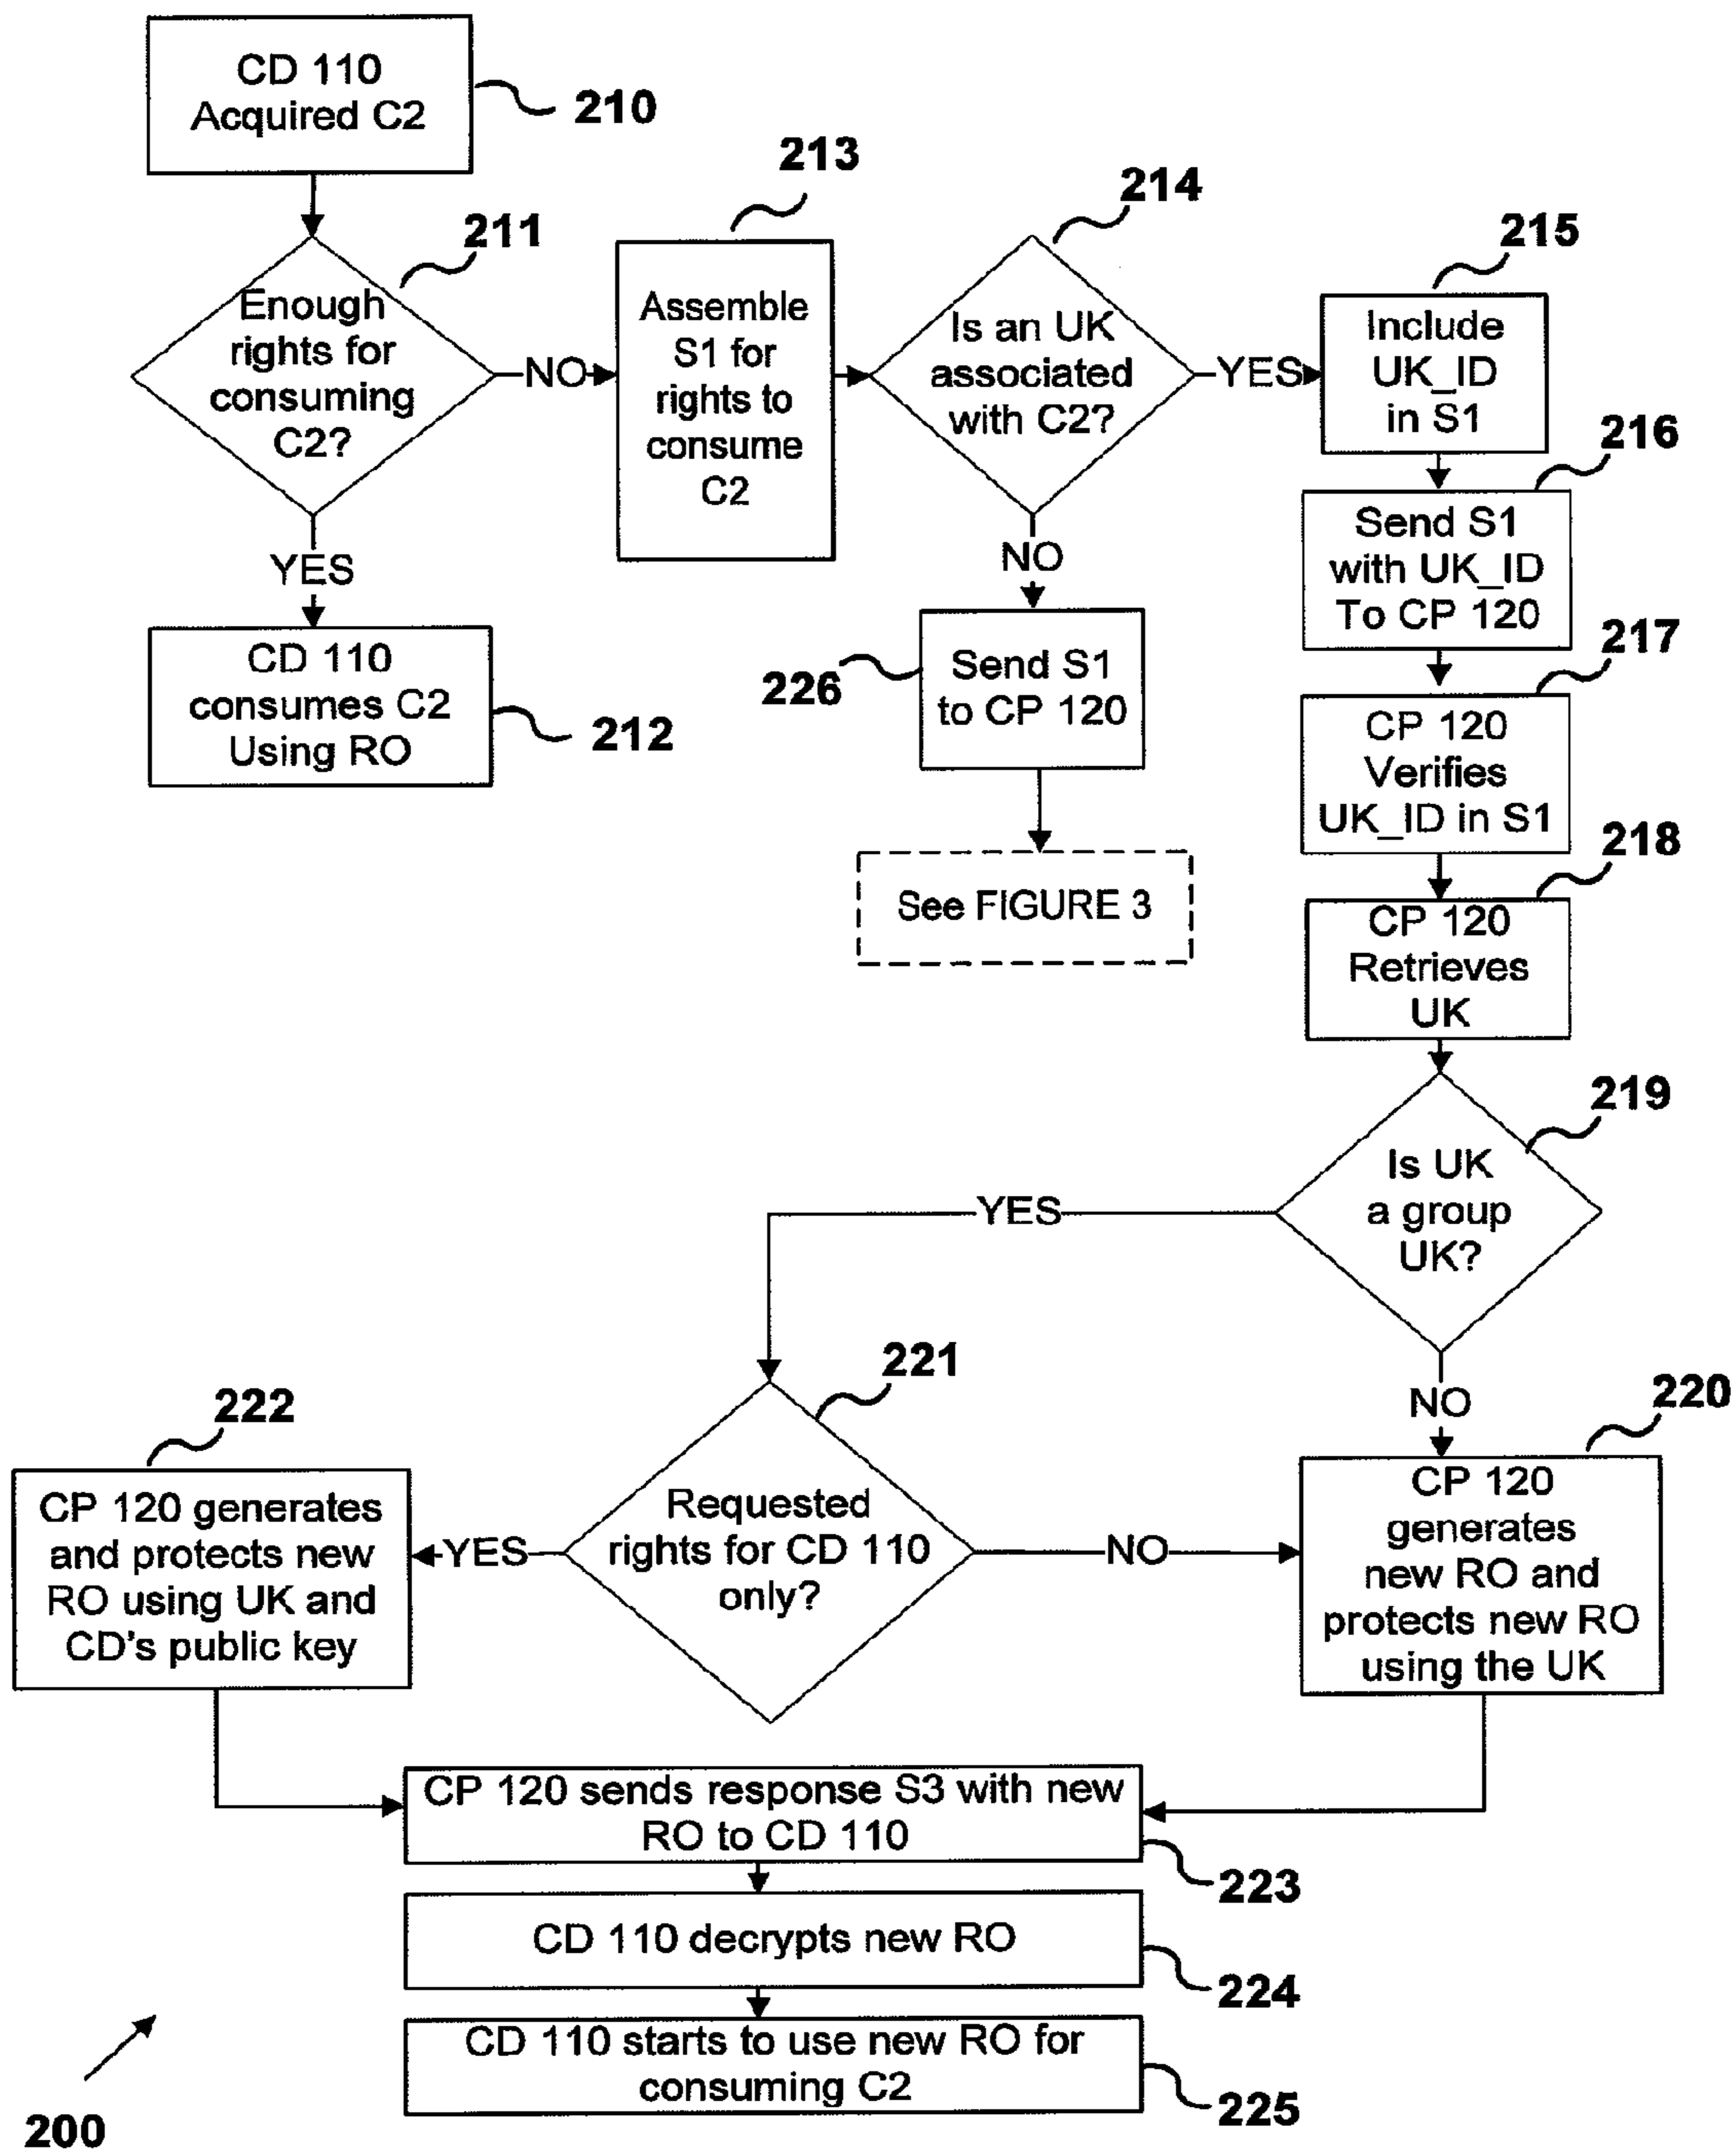 CD 110
Acquired C2
210
211
Enough
rights for
consuming
C2?
NO
YES
CD 110
consumes C2
Using RO
212
213
Assemble
S1 for
rights to
consume
C2
214
Is an UK
associated
with C2?
YES
NO
226
Send S1
to CP 120
See FIGURE 3
215
Include
UK_ID
in S1
216
Send S1
with UK_ID
To CP 120
217
CP 120
Verifies
UK_ID in S1
218
CP 120
Retrieves
UK
219
Is UK
a group
UK?
YES
NO
220
CP 120
generates
new RO and
protects new RO
using the UK
221
Requested
rights for CD 110
only?
YES
NO
222
CP 120 generates
and protects new
RO using UK and
CD's public key
CP 120 sends response S3 with new
RO to CD 110
223
CD 110 decrypts new RO
224
CD 110 starts to use new RO for
consuming C2
225
200